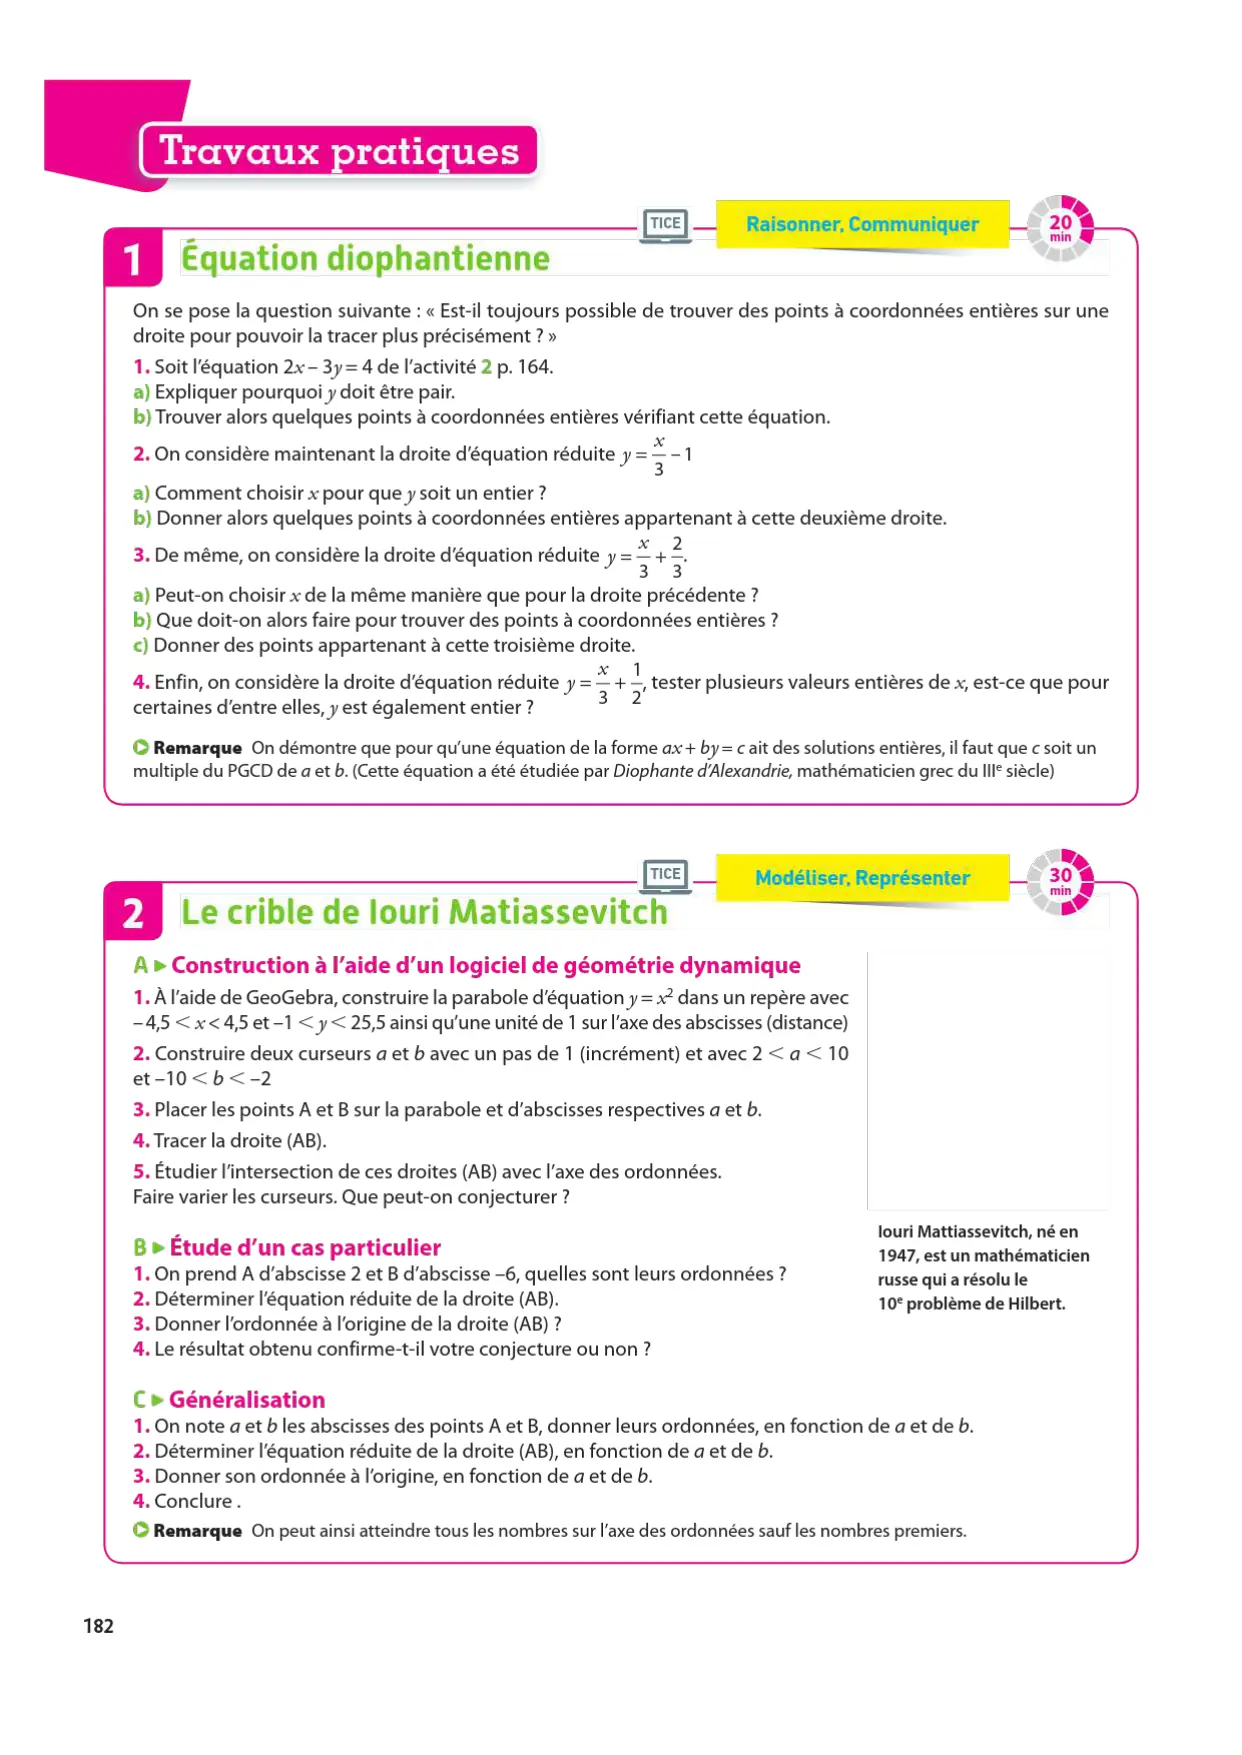 Travaux pratiques
TICE
Raisonner, Communiquer
20
min
1
Équation diophantienne
On se pose la question suivante : « Est-il toujours possible de trouver des points à coordonnées entières sur une
droite pour pouvoir la tracer plus précisément ? »
1. Soit l’équation 2x – 3y = 4 de l’activité 2 p. 164.
a) Expliquer pourquoi y doit être pair.
b) Trouver alors quelques points à coordonnées entières vérifiant cette équation.
2. On considère maintenant la droite d’équation réduite y = x/3 – 1
a) Comment choisir x pour que y soit un entier ?
b) Donner alors quelques points à coordonnées entières appartenant à cette deuxième droite.
3. De même, on considère la droite d’équation réduite y = x/3 + 2/3.
a) Peut-on choisir x de la même manière que pour la droite précédente ?
b) Que doit-on alors faire pour trouver des points à coordonnées entières ?
c) Donner des points appartenant à cette troisième droite.
4. Enfin, on considère la droite d’équation réduite y = x/3 + 1/2, tester plusieurs valeurs entières de x, est-ce que pour
certaines d’entre elles, y est également entier ?
Remarque On démontre que pour qu’une équation de la forme ax + by = c ait des solutions entières, il faut que c soit un
multiple du PGCD de a et b. (Cette équation a été étudiée par Diophante d’Alexandrie, mathématicien grec du IIIe siècle)
TICE
Modéliser, Représenter
30
min
2
Le crible de Iouri Matiassevitch
A Construction à l’aide d’un logiciel de géométrie dynamique
1. À l’aide de GeoGebra, construire la parabole d’équation y = x² dans un repère avec
– 4,5 < x < 4,5 et –1 < y < 25,5 ainsi qu’une unité de 1 sur l’axe des abscisses (distance)
2. Construire deux curseurs a et b avec un pas de 1 (incrément) et avec 2 < a < 10
et –10 < b < –2
3. Placer les points A et B sur la parabole et d’abscisses respectives a et b.
4. Tracer la droite (AB).
5. Étudier l’intersection de ces droites (AB) avec l’axe des ordonnées.
Faire varier les curseurs. Que peut-on conjecturer ?
Iouri Mattiassevitch, né en
1947, est un mathématicien
russe qui a résolu le
10e problème de Hilbert.
B Étude d’un cas particulier
1. On prend A d’abscisse 2 et B d’abscisse –6, quelles sont leurs ordonnées ?
2. Déterminer l’équation réduite de la droite (AB).
3. Donner l’ordonnée à l’origine de la droite (AB) ?
4. Le résultat obtenu confirme-t-il votre conjecture ou non ?
C Généralisation
1. On note a et b les abscisses des points A et B, donner leurs ordonnées, en fonction de a et de b.
2. Déterminer l’équation réduite de la droite (AB), en fonction de a et de b.
3. Donner son ordonnée à l’origine, en fonction de a et de b.
4. Conclure .
Remarque On peut ainsi atteindre tous les nombres sur l’axe des ordonnées sauf les nombres premiers.
182